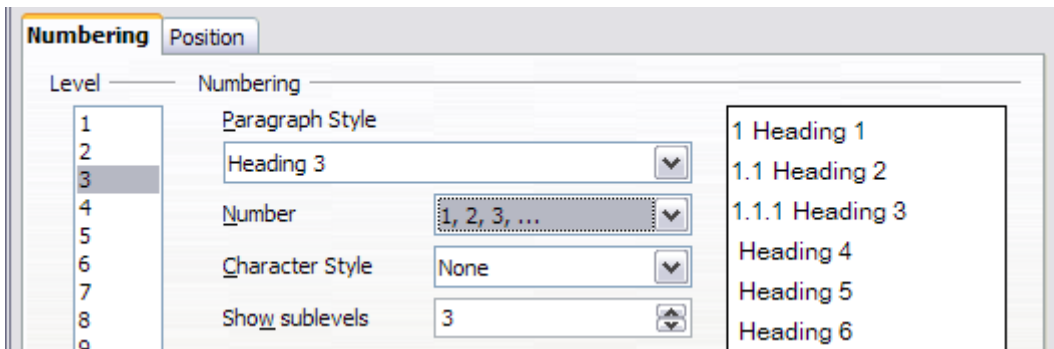 Numbering Position
Level Numbering
1
2
3
4
5
6
7
8
9
Paragraph Style
Heading 3
Number 1, 2, 3, ...
Character Style None
Show sublevels 3
1 Heading 1
1.1 Heading 2
1.1.1 Heading 3
Heading 4
Heading 5
Heading 6